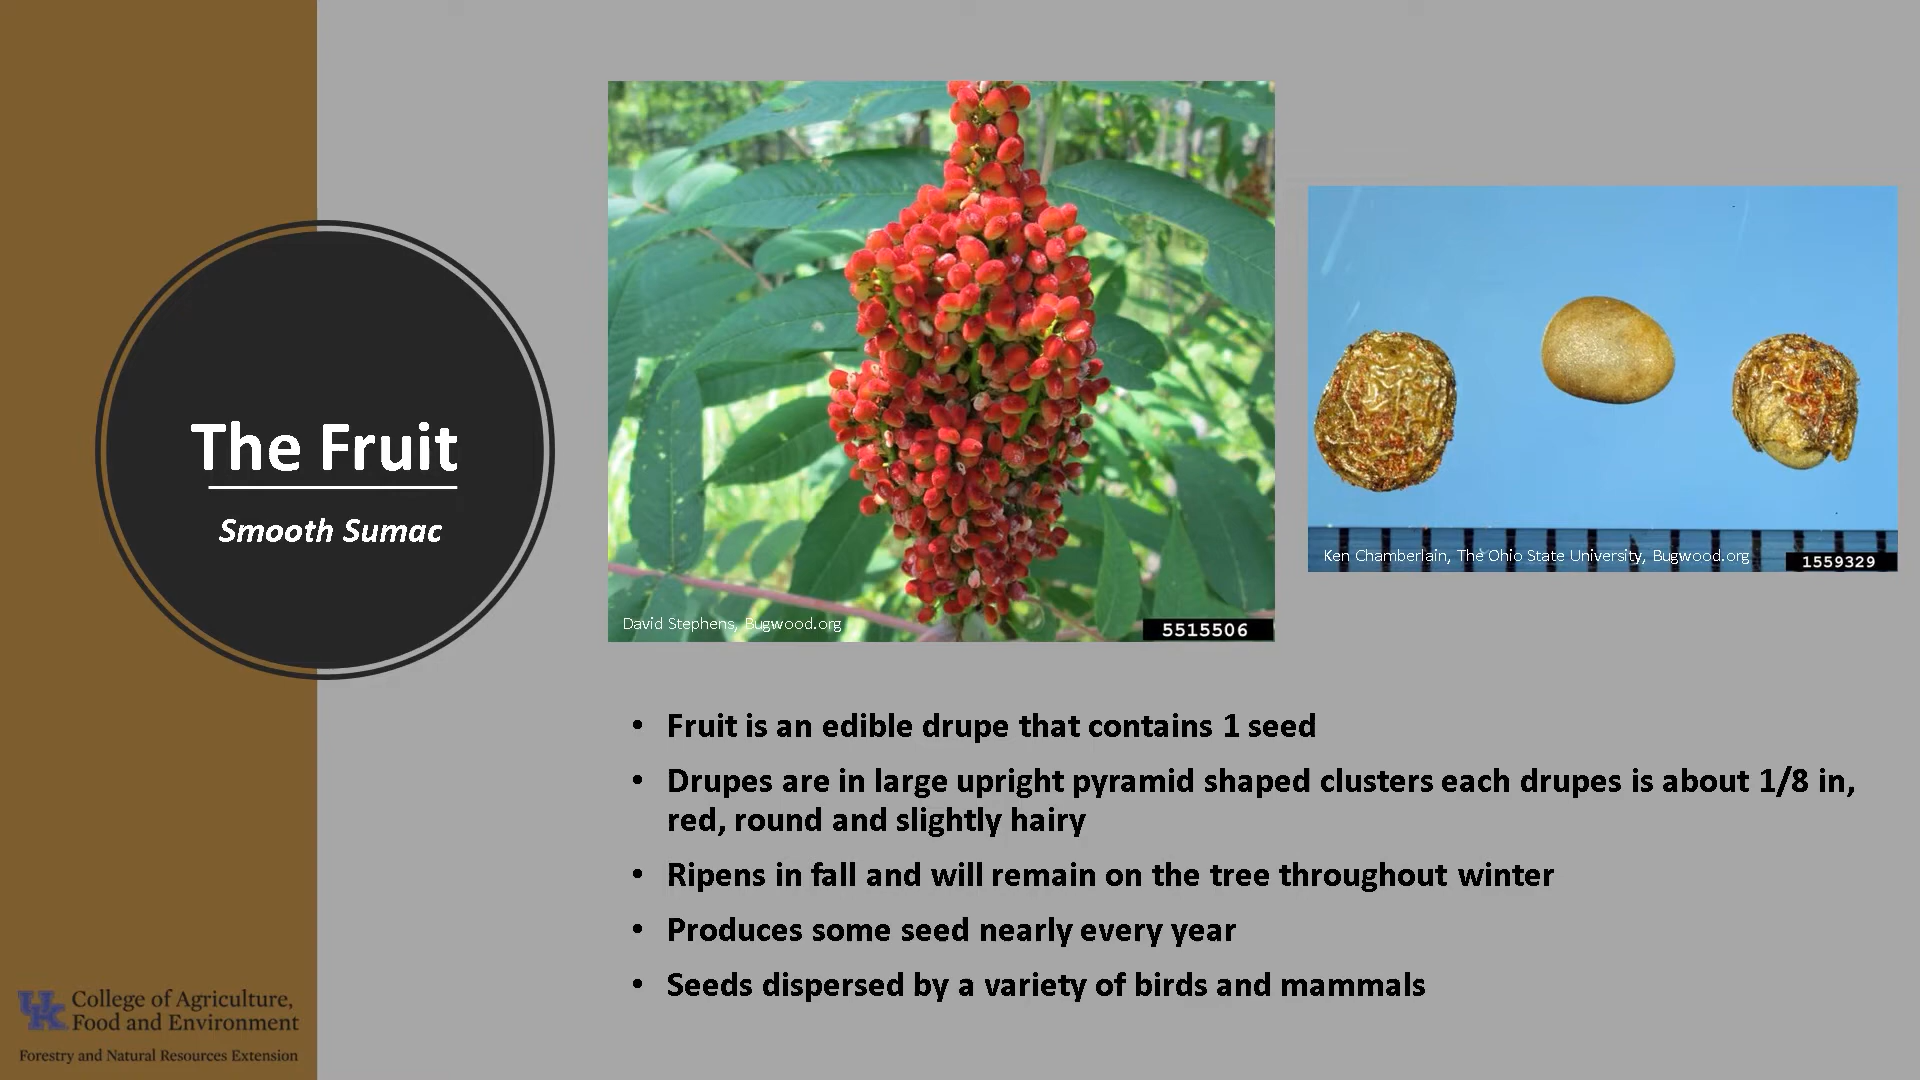 The Fruit
Smooth Sumac
David Stephens, Bugwood.org
5515506
Ken Chamberlain, The Ohio State University, Bugwood.org
1559329
• Fruit is an edible drupe that contains 1 seed
• Drupes are in large upright pyramid shaped clusters each drupes is about 1/8 in,
red, round and slightly hairy
• Ripens in fall and will remain on the tree throughout winter
• Produces some seed nearly every year
• Seeds dispersed by a variety of birds and mammals
UK College of Agriculture,
Food and Environment
Forestry and Natural Resources Extension